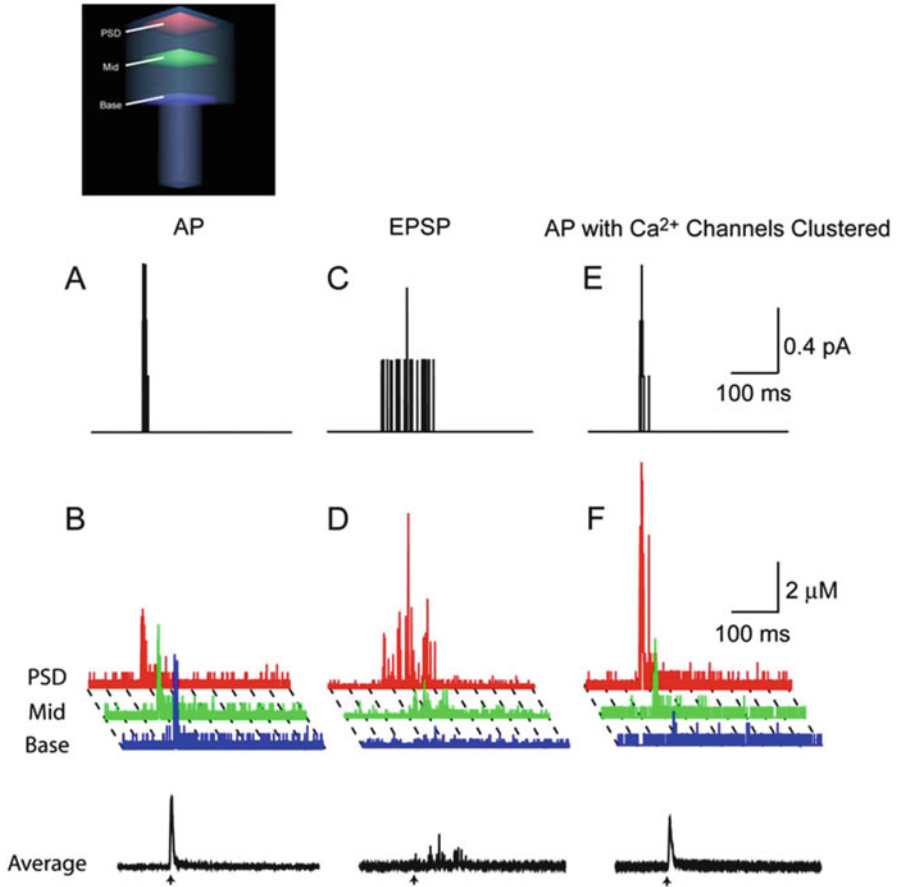 PSD
Mid
Base
AP
EPSP
AP with Ca2+ Channels Clustered
A
C
E
0.4 pA
100 ms
B
D
F
2 μM
100 ms
PSD
Mid
Base
Average